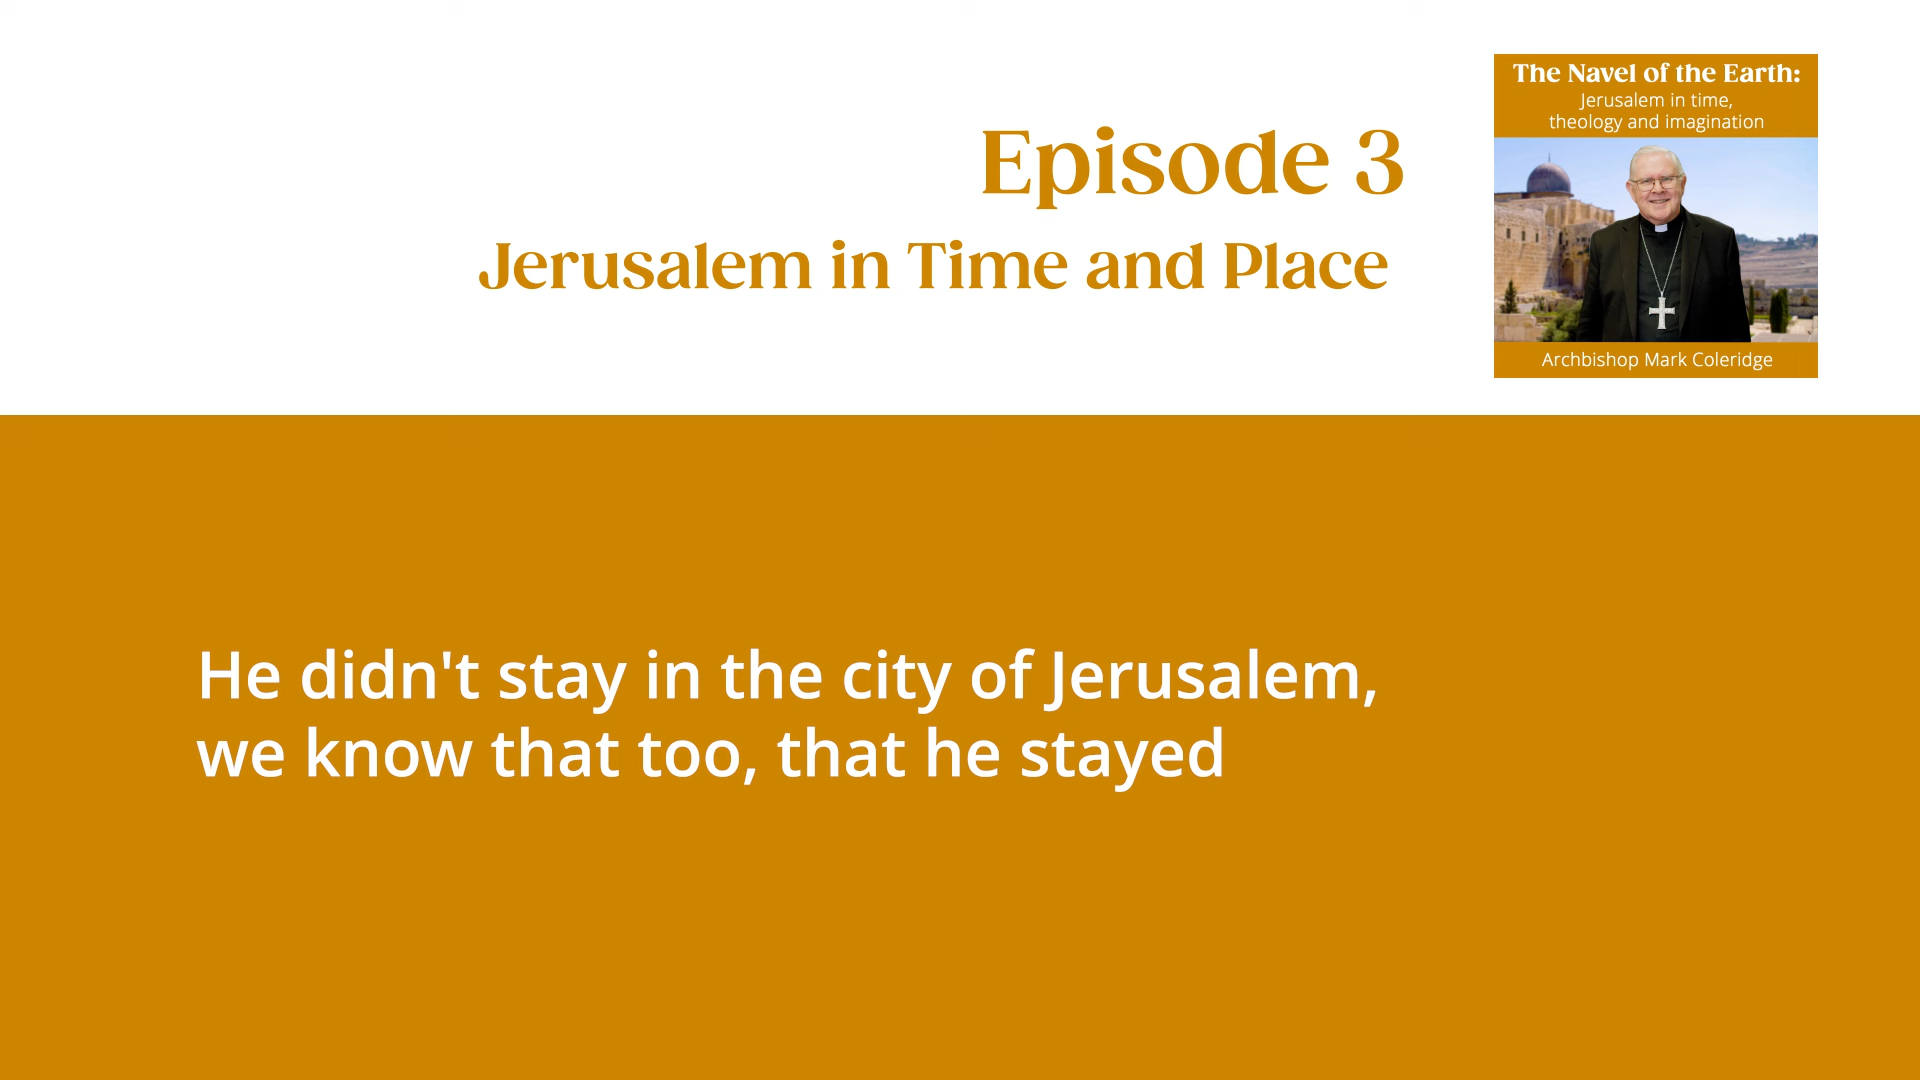 Episode 3
Jerusalem in Time and Place
The Navel of the Earth:
Jerusalem in time,
theology and imagination
Archbishop Mark Coleridge
He didn't stay in the city of Jerusalem,
we know that too, that he stayed